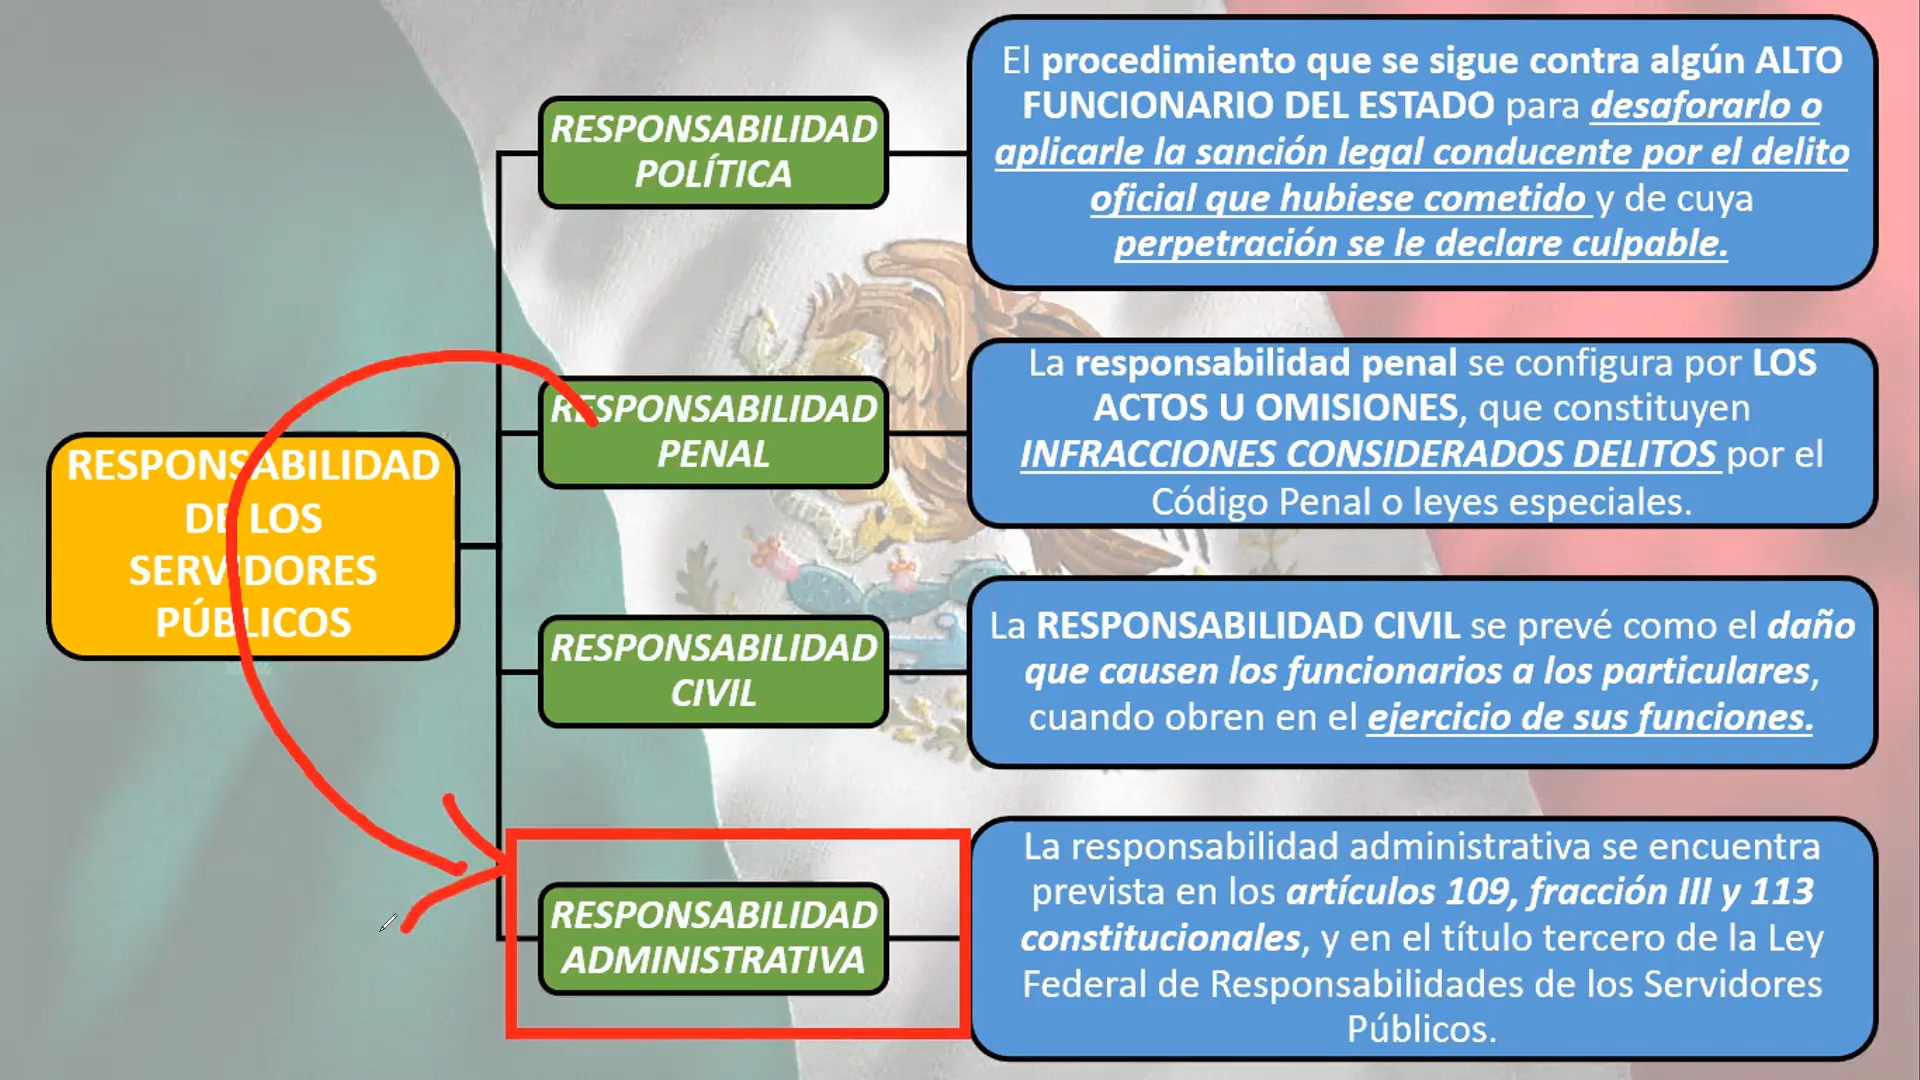 RESPONSABILIDAD
DE LOS
SERVIDORES
PÚBLICOS
RESPONSABILIDAD
POLÍTICA
El procedimiento que se sigue contra algún ALTO
FUNCIONARIO DEL ESTADO para desaforarlo o
aplicarle la sanción legal conducente por el delito
oficial que hubiese cometido y de cuya
perpetración se le declare culpable.
RESPONSABILIDAD
PENAL
La responsabilidad penal se configura por LOS
ACTOS U OMISIONES, que constituyen
INFRACCIONES CONSIDERADOS DELITOS por el
Código Penal o leyes especiales.
RESPONSABILIDAD
CIVIL
La RESPONSABILIDAD CIVIL se prevé como el daño
que causen los funcionarios a los particulares,
cuando obren en el ejercicio de sus funciones.
RESPONSABILIDAD
ADMINISTRATIVA
La responsabilidad administrativa se encuentra
prevista en los artículos 109, fracción III y 113
constitucionales, y en el título tercero de la Ley
Federal de Responsabilidades de los Servidores
Públicos.